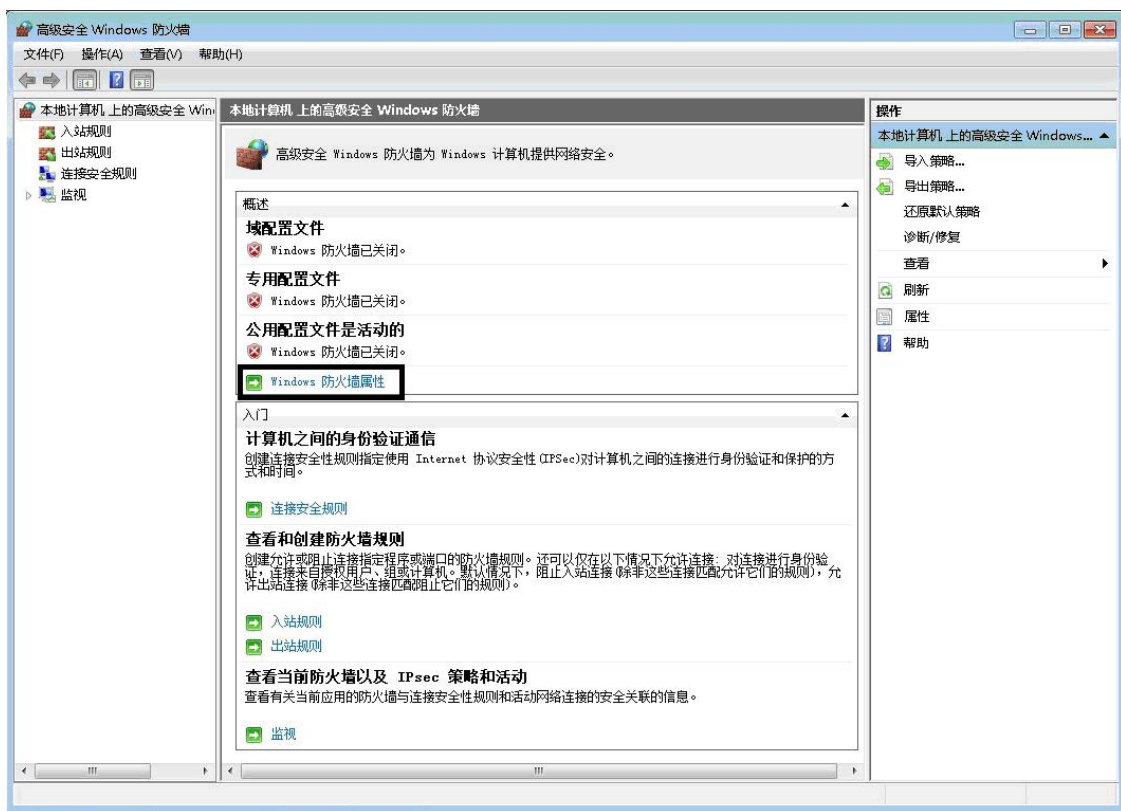 高级安全 Windows 防火墙
文件(F) 操作(A) 查看(V) 帮助(H)
本地计算机 上的高级安全 Win
入站规则
出站规则
连接安全规则
监视
本地计算机 上的高级安全 Windows 防火墙
高级安全 Windows 防火墙为 Windows 计算机提供网络安全。
概述
域配置文件
Windows 防火墙已关闭。
专用配置文件
Windows 防火墙已关闭。
公用配置文件是活动的
Windows 防火墙已关闭。
Windows 防火墙属性
入门
计算机之间的身份验证通信
创建连接安全性规则指定使用 Internet 协议安全性(IPSec)对计算机之间的连接进行身份验证和保护的方
式和时间。
连接安全规则
查看和创建防火墙规则
创建允许或阻止连接指定程序或端口的防火墙规则。还可以仅在以下情况下允许连接: 对连接进行身份验
证，连接来自授权用户、组或计算机。默认情况下，阻止入站连接(除非这些连接匹配允许它们的规则)，允
许出站连接(除非这些连接匹配阻止它们的规则)。
入站规则
出站规则
查看当前防火墙以及 IPsec 策略和活动
查看有关当前应用的防火墙与连接安全性规则和活动网络连接的安全关联的信息。
监视
操作
本地计算机 上的高级安全 Windows...
导入策略...
导出策略...
还原默认策略
诊断/修复
查看
刷新
属性
帮助